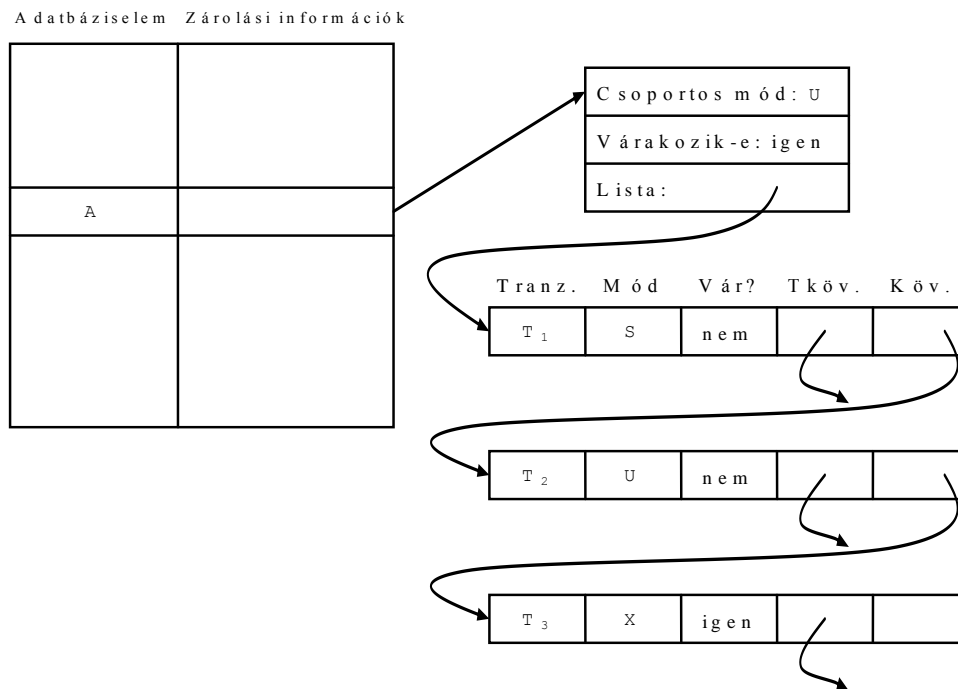 Adatbáziselem Zárolási információk
Csoportos mód: U
Várakozik-e: igen
Lista:
A
Tranz. Mód Vár? Tköv. Köv.
T₁ S nem
T₂ U nem
T₃ X igen